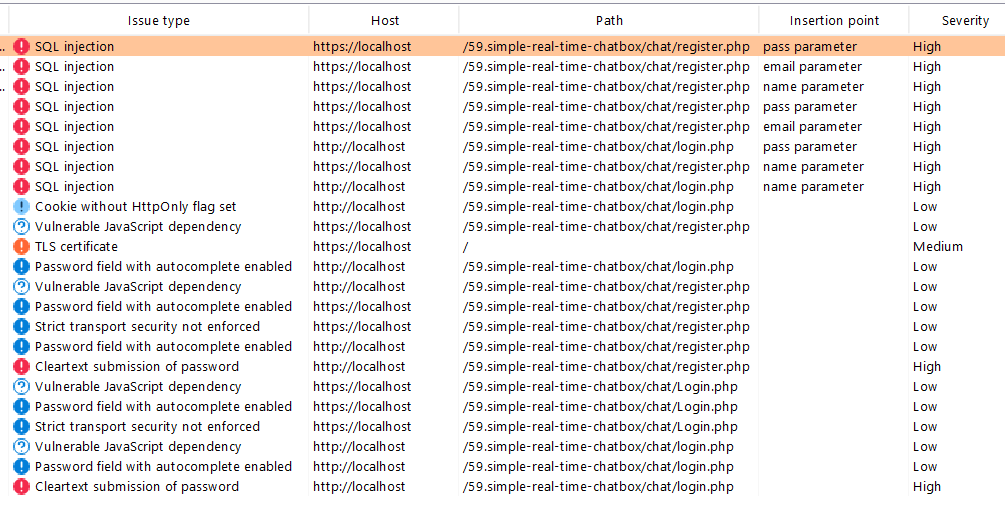 Issue type Host Path Insertion point Severity
SQL injection https://localhost /59.simple-real-time-chatbox/chat/register.php pass parameter High
SQL injection http://localhost /59.simple-real-time-chatbox/chat/register.php email parameter High
SQL injection https://localhost /59.simple-real-time-chatbox/chat/register.php name parameter High
SQL injection http://localhost /59.simple-real-time-chatbox/chat/register.php pass parameter High
SQL injection https://localhost /59.simple-real-time-chatbox/chat/register.php email parameter High
SQL injection http://localhost /59.simple-real-time-chatbox/chat/login.php pass parameter High
SQL injection http://localhost /59.simple-real-time-chatbox/chat/register.php name parameter High
SQL injection http://localhost /59.simple-real-time-chatbox/chat/login.php name parameter High
Cookie without HttpOnly flag set http://localhost /59.simple-real-time-chatbox/chat/login.php Low
Vulnerable JavaScript dependency https://localhost /59.simple-real-time-chatbox/chat/register.php Low
TLS certificate https://localhost / Medium
Password field with autocomplete enabled http://localhost /59.simple-real-time-chatbox/chat/login.php Low
Vulnerable JavaScript dependency http://localhost /59.simple-real-time-chatbox/chat/register.php Low
Password field with autocomplete enabled https://localhost /59.simple-real-time-chatbox/chat/register.php Low
Strict transport security not enforced https://localhost /59.simple-real-time-chatbox/chat/register.php Low
Password field with autocomplete enabled http://localhost /59.simple-real-time-chatbox/chat/register.php Low
Cleartext submission of password http://localhost /59.simple-real-time-chatbox/chat/register.php High
Vulnerable JavaScript dependency https://localhost /59.simple-real-time-chatbox/chat/Login.php Low
Password field with autocomplete enabled https://localhost /59.simple-real-time-chatbox/chat/Login.php Low
Strict transport security not enforced https://localhost /59.simple-real-time-chatbox/chat/Login.php Low
Vulnerable JavaScript dependency http://localhost /59.simple-real-time-chatbox/chat/login.php Low
Password field with autocomplete enabled http://localhost /59.simple-real-time-chatbox/chat/login.php Low
Cleartext submission of password http://localhost /59.simple-real-time-chatbox/chat/login.php High